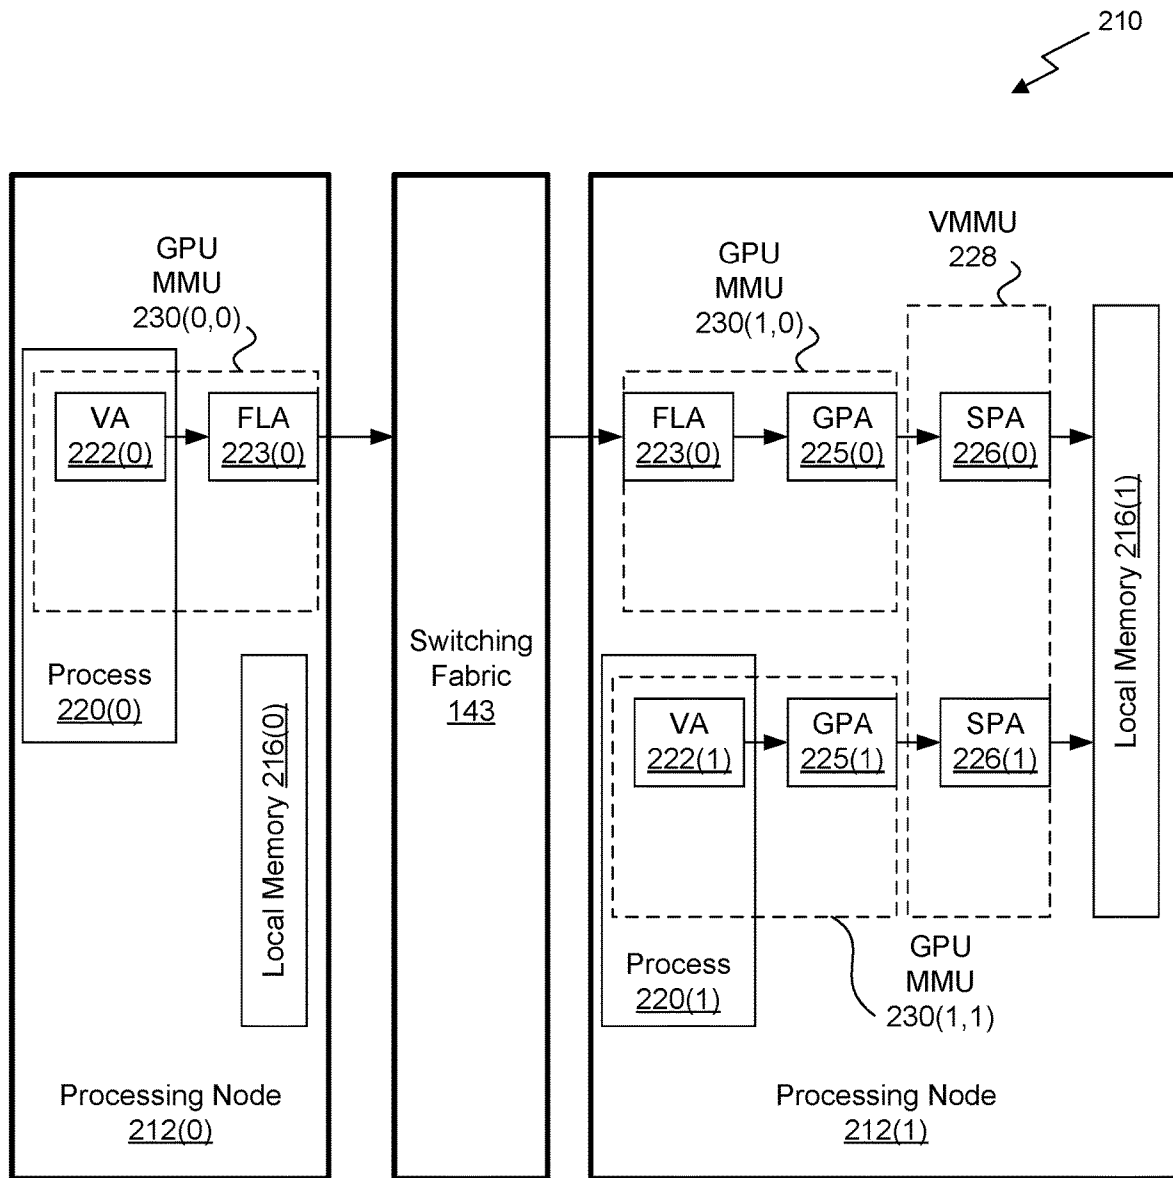 210
GPU
MMU
230(0,0)
VA
222(0)
FLA
223(0)
Process
220(0)
Local Memory 216(0)
Processing Node
212(0)
Switching
Fabric
143
GPU
MMU
230(1,0)
VMMU
228
FLA
223(0)
GPA
225(0)
SPA
226(0)
Local Memory 216(1)
VA
222(1)
GPA
225(1)
SPA
226(1)
Process
220(1)
GPU
MMU
230(1,1)
Processing Node
212(1)